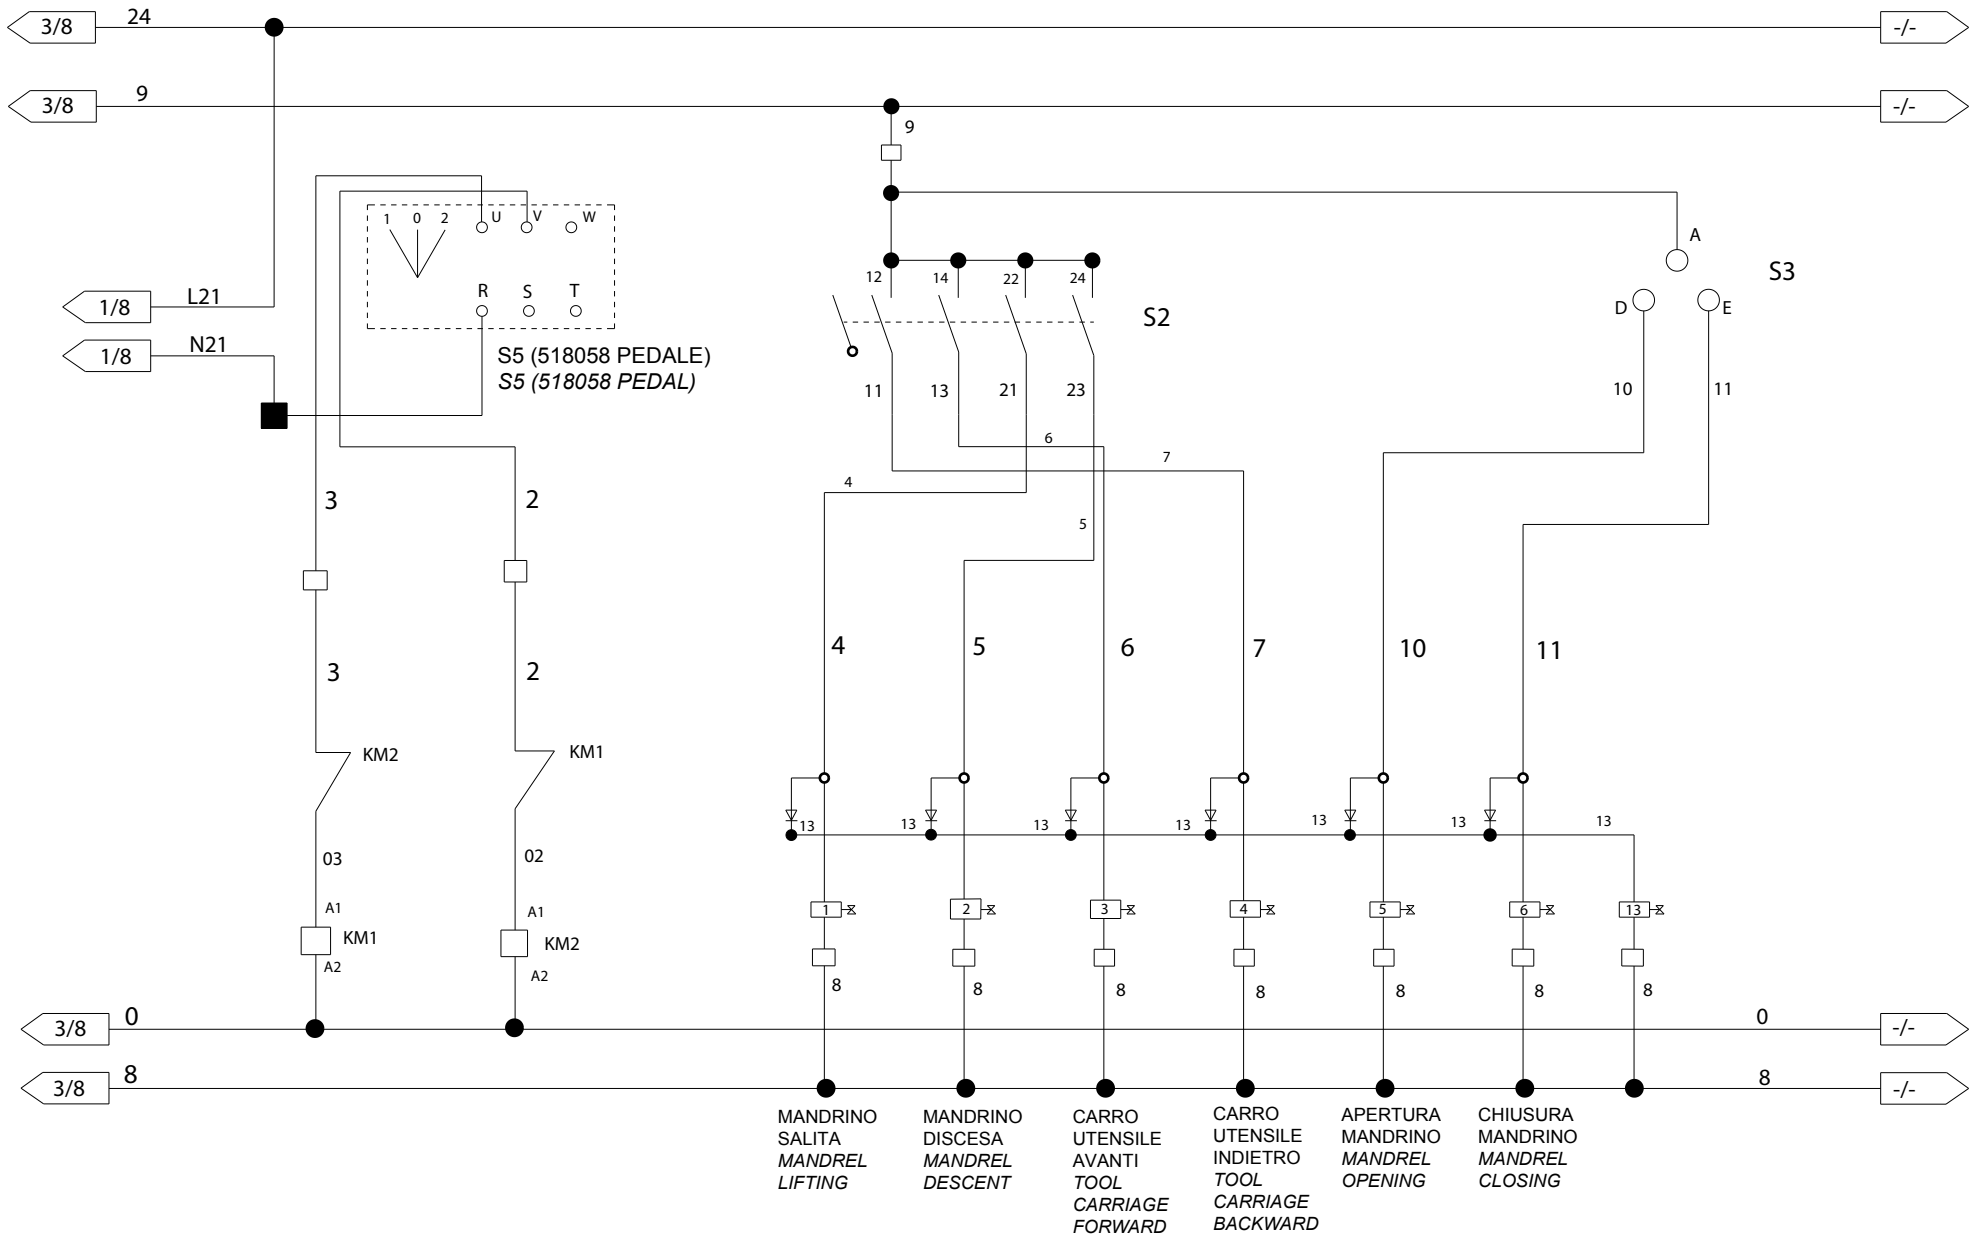 3/8 24 -/-
3/8 9 -/-
9
1 0 2 U V W
A
12 14 22 24
S3
1/8 L21
R S T
D E
S2
1/8 N21
S5 (518058 PEDALE)
S5 (518058 PEDAL)
11 13 21 23
10 11
6
7
4
3 2
5
4 5 6 7 10 11
3 2
KM2 KM1
13 13 13 13 13 13 13
03 02
A1 A1
1 2 3 4 5 6 13
KM1 KM2
A2 A2
8 8 8 8 8 8 8
3/8 0 0 -/-
3/8 8 8 -/-
MANDRINO
SALITA
MANDREL
LIFTING
MANDRINO
DISCESA
MANDREL
DESCENT
CARRO
UTENSILE
AVANTI
TOOL
CARRIAGE
FORWARD
CARRO
UTENSILE
INDIETRO
TOOL
CARRIAGE
BACKWARD
APERTURA
MANDRINO
MANDREL
OPENING
CHIUSURA
MANDRINO
MANDREL
CLOSING